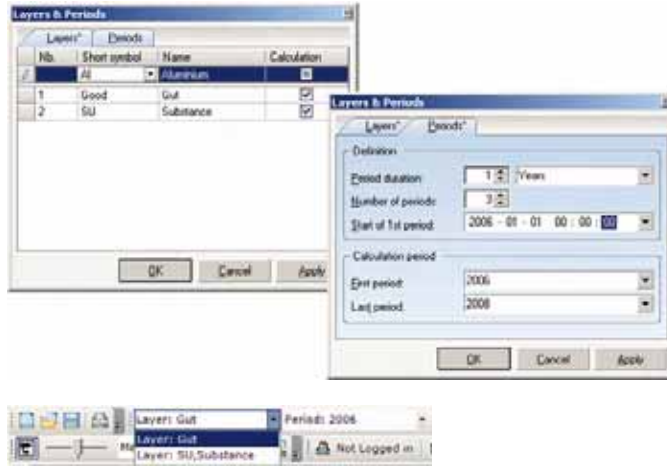 Layers & Periods
Layers* Periods
Nb. Short symbol Name Calculation
Al Aluminium
1 Good Gut
2 SU Substance
OK Cancel Apply
Layers & Periods
Layers* Periods*
Definition
Period duration: 1 Years
Number of periods: 3
Start of 1st period: 2006 - 01 - 01 00 : 00 : 00
Calculation period
First period: 2006
Last period: 2008
OK Cancel Apply
Layer: Gut Period: 2006
Layer: Gut
Not Logged in
Layer: SU,Substance